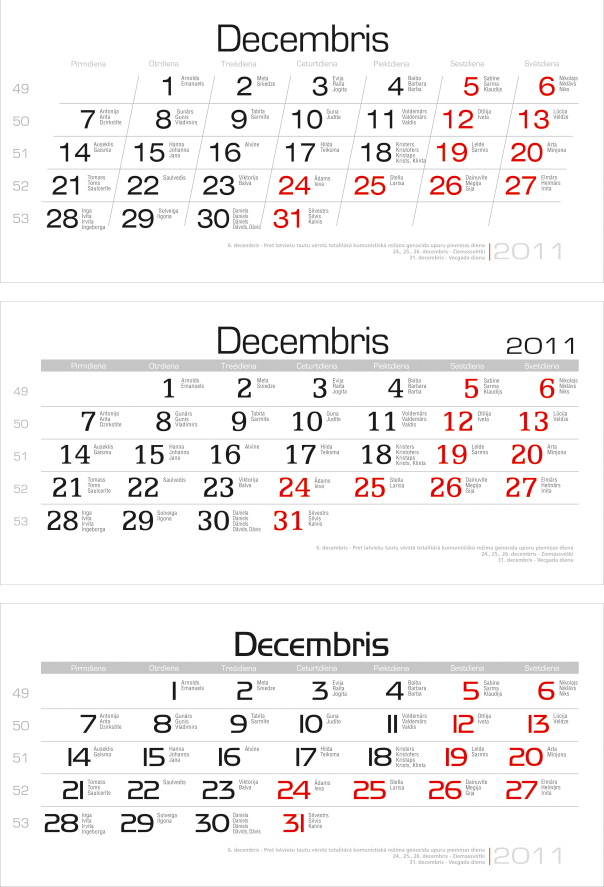 Decembris
Pirmdiena Otrdiena Trešdiena Ceturtdiena Piektdiena Sestdiena Svētdiena
49 1 Arnolds Emanuels 2 Meta Sniedze 3 Evija Raita Jogita 4 Baiba Barbara Barba 5 Sabīne Sarma Klaudijs 6 Nikolajs Niklāvs Niks
50 7 Antonija Anta Dzirkstīte 8 Gunārs Gunis Vladimirs 9 Tabita Sarmīte 10 Guna Judīte 11 Voldemārs Valdemārs Valdis 12 Otīlija Iveta 13 Lūcija Veldze
51 14 Auseklis Gaisma 15 Hanna Johanna Jana 16 Alvīne 17 Hilda Teiksma 18 Kristers Kristofers Kristaps Krists, Klinta 19 Lelde Sarmis 20 Arta Minjona
52 21 Tomass Toms Saulcerīte 22 Saulvedis 23 Viktorija Balva 24 Ādams Ieva 25 Stella Larisa 26 Dainuvīte Megija Gija 27 Elmārs Helmārs Inita
53 28 Inga Ivita Irvita Ingeborga 29 Solveiga Ilgona 30 Daniela Daniels Dāniels Dāvids, Dāvis 31 Silvestrs Silvis Kalvis
6. decembris - Pret latviešu tautu vērstā totalitārā komunistiskā režīma genocīda upuru piemiņas diena
24., 25., 26. decembris - Ziemassvētki
31. decembris - Vecgada diena
2011
Decembris 2011
Pirmdiena Otrdiena Trešdiena Ceturtdiena Piektdiena Sestdiena Svētdiena
49 1 Arnolds Emanuels 2 Meta Sniedze 3 Evija Raita Jogita 4 Baiba Barbara Barba 5 Sabīne Sarma Klaudijs 6 Nikolajs Niklāvs Niks
50 7 Antonija Anta Dzirkstīte 8 Gunārs Gunis Vladimirs 9 Tabita Sarmīte 10 Guna Judīte 11 Voldemārs Valdemārs Valdis 12 Otīlija Iveta 13 Lūcija Veldze
51 14 Auseklis Gaisma 15 Hanna Johanna Jana 16 Alvīne 17 Hilda Teiksma 18 Kristers Kristofers Kristaps Krists, Klinta 19 Lelde Sarmis 20 Arta Minjona
52 21 Tomass Toms Saulcerīte 22 Saulvedis 23 Viktorija Balva 24 Ādams Ieva 25 Stella Larisa 26 Dainuvīte Megija Gija 27 Elmārs Helmārs Inita
53 28 Inga Ivita Irvita Ingeborga 29 Solveiga Ilgona 30 Daniela Daniels Dāniels Dāvids, Dāvis 31 Silvestrs Silvis Kalvis
6. decembris - Pret latviešu tautu vērstā totalitārā komunistiskā režīma genocīda upuru piemiņas diena
24., 25., 26. decembris - Ziemassvētki
31. decembris - Vecgada diena
Decembris
Pirmdiena Otrdiena Trešdiena Ceturtdiena Piektdiena Sestdiena Svētdiena
49 1 Arnolds Emanuels 2 Meta Sniedze 3 Evija Raita Jogita 4 Baiba Barbara Barba 5 Sabīne Sarma Klaudijs 6 Nikolajs Niklāvs Niks
50 7 Antonija Anta Dzirkstīte 8 Gunārs Gunis Vladimirs 9 Tabita Sarmīte 10 Guna Judīte 11 Voldemārs Valdemārs Valdis 12 Otīlija Iveta 13 Lūcija Veldze
51 14 Auseklis Gaisma 15 Hanna Johanna Jana 16 Alvīne 17 Hilda Teiksma 18 Kristers Kristofers Kristaps Krists, Klinta 19 Lelde Sarmis 20 Arta Minjona
52 21 Tomass Toms Saulcerīte 22 Saulvedis 23 Viktorija Balva 24 Ādams Ieva 25 Stella Larisa 26 Dainuvīte Megija Gija 27 Elmārs Helmārs Inita
53 28 Inga Ivita Irvita Ingeborga 29 Solveiga Ilgona 30 Daniela Daniels Dāniels Dāvids, Dāvis 31 Silvestrs Silvis Kalvis
6. decembris - Pret latviešu tautu vērstā totalitārā komunistiskā režīma genocīda upuru piemiņas diena
24., 25., 26. decembris - Ziemassvētki
31. decembris - Vecgada diena
2011